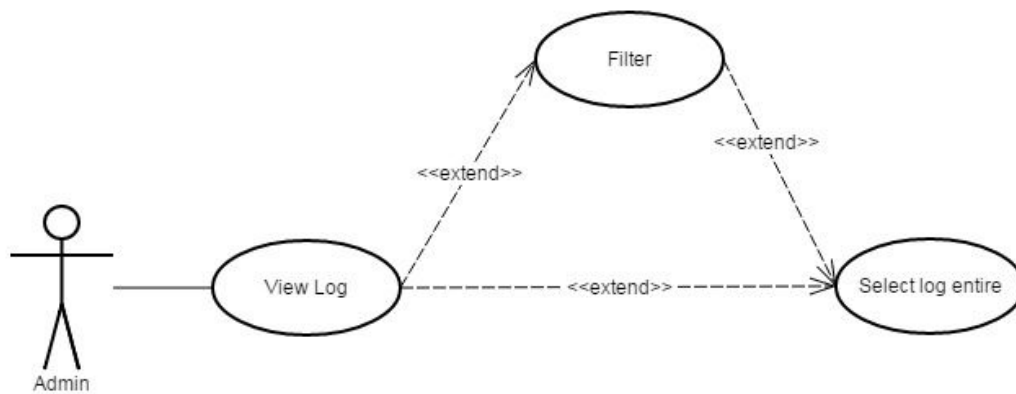 Filter
<<extend>>
<<extend>>
View Log
<<extend>>
Select log entire
Admin